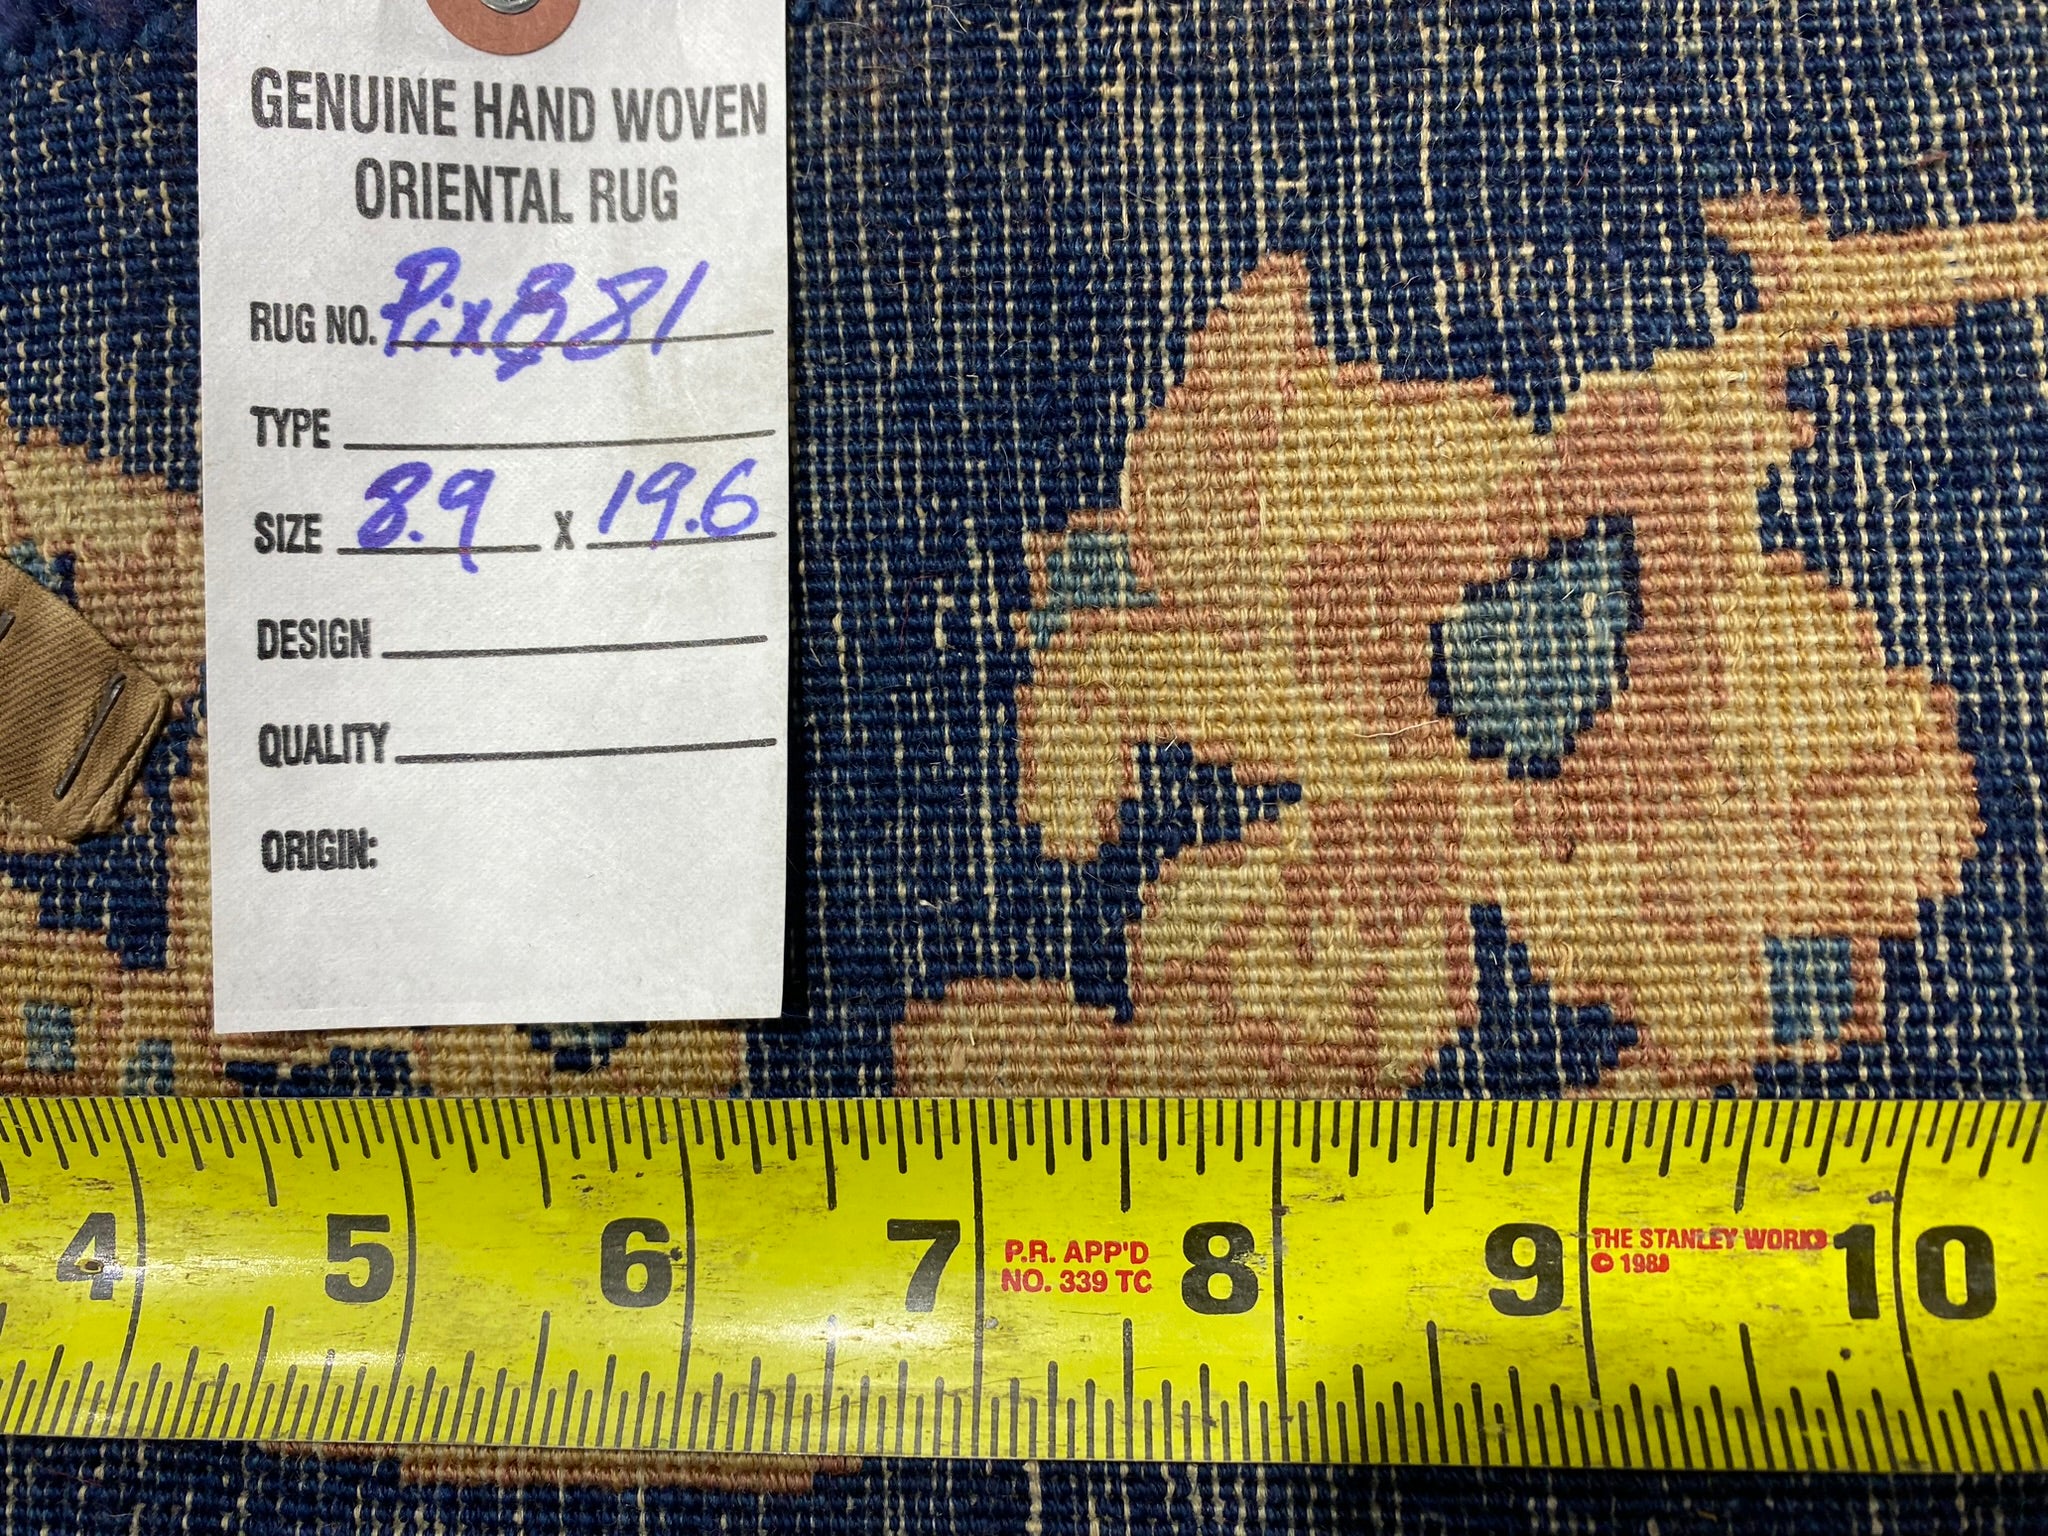 GENUINE HAND WOVEN
ORIENTAL RUG
RUG NO. Pix881
TYPE
SIZE 8.9 X 19.6
DESIGN
QUALITY
ORIGIN:
4 5 6 7 8 9 10
P.R. APP'D
NO. 339 TC
THE STANLEY WORKS
© 198